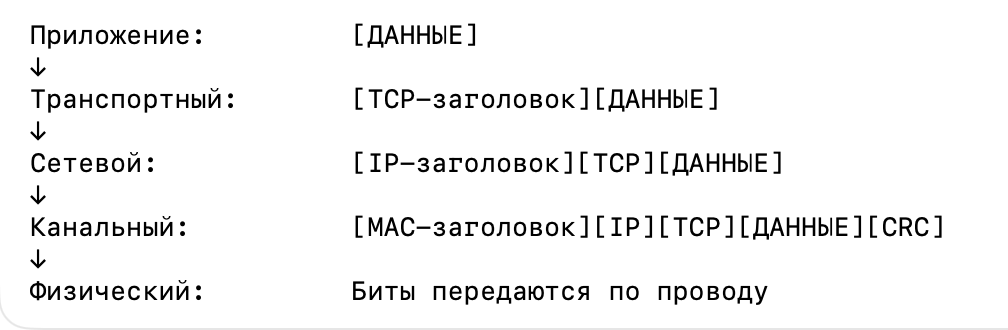 Приложение: [ДАННЫЕ]
↓
Транспортный: [TCP-заголовок][ДАННЫЕ]
↓
Сетевой: [IP-заголовок][TCP][ДАННЫЕ]
↓
Канальный: [MAC-заголовок][IP][TCP][ДАННЫЕ][CRC]
↓
Физический: Биты передаются по проводу